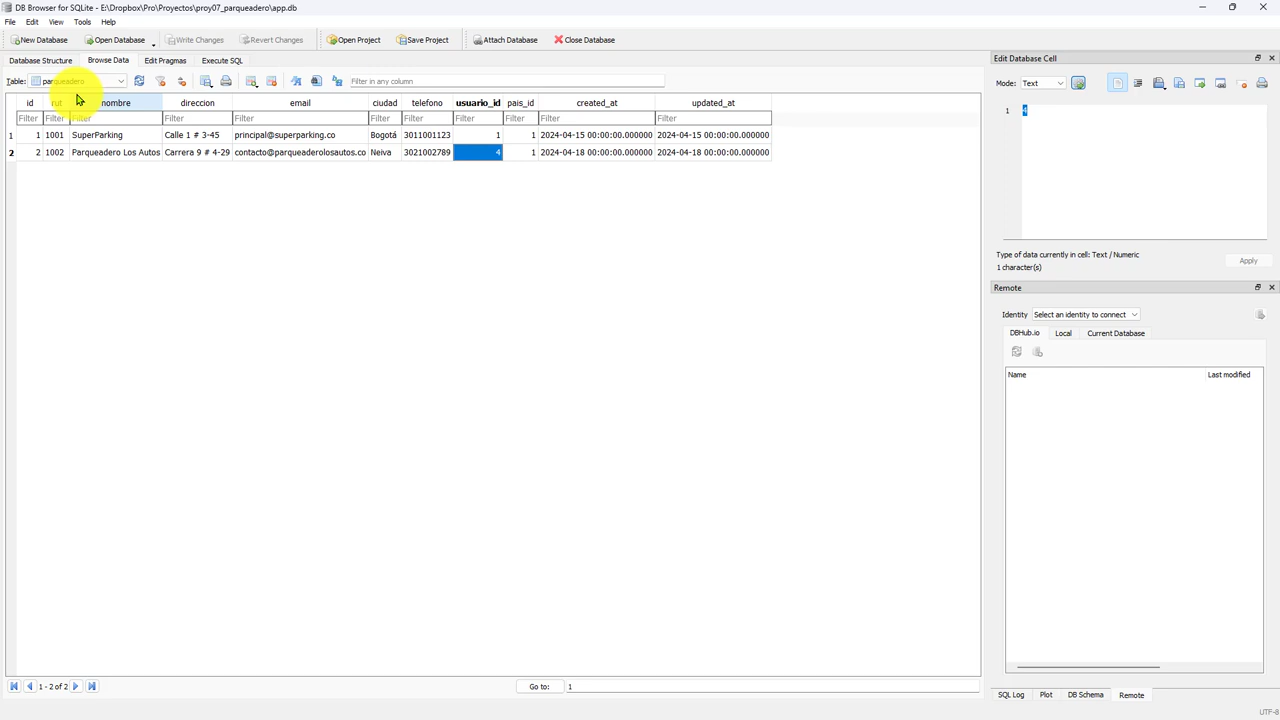 DB Browser for SQLite - E:\Dropbox\Pro\Proyectos\proy07_parqueadero\app.db
File Edit View Tools Help
New Database Open Database Write Changes Revert Changes Open Project Save Project Attach Database Close Database
Database Structure Browse Data Edit Pragmas Execute SQL
Table: parqueadero Filter in any column
id rut nombre direccion email ciudad telefono usuario_id pais_id created_at updated_at
Filter Filter Filter Filter Filter Filter Filter Filter Filter Filter Filter
1 1 1001 SuperParking Calle 1 # 3-45 principal@superparking.co Bogotá 3011001123 1 1 2024-04-15 00:00:00.000000 2024-04-15 00:00:00.000000
2 2 1002 Parqueadero Los Autos Carrera 9 # 4-29 contacto@parqueaderolosautos.co Neiva 3021002789 4 1 2024-04-18 00:00:00.000000 2024-04-18 00:00:00.000000
1 - 2 of 2 Go to: 1
Edit Database Cell
Mode: Text
1 4
Type of data currently in cell: Text / Numeric
1 character(s)
Apply
Remote
Identity Select an identity to connect
DBHub.io Local Current Database
Name Last modified
SQL Log Plot DB Schema Remote
UTF-8